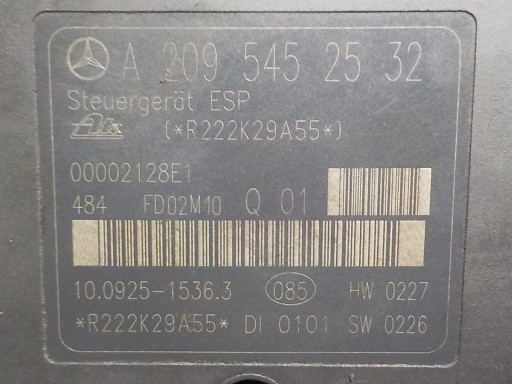 A 209 545 25 32
Steuergerät ESP
Ate (*R222K29A55*)
00002128E1
484 FD02M10 Q 01
10.0925-1536.3 085 HW 0227
*R222K29A55* DI 0101 SW 0226